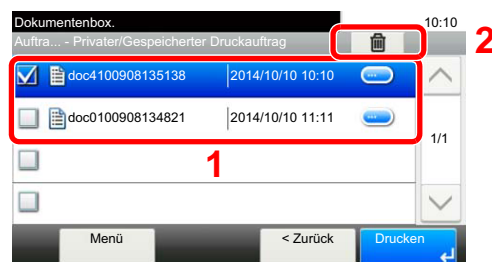 Dokumentenbox. 10:10
Auftra... - Privater/Gespeicherter Druckauftrag 2
doc4100908135138 2014/10/10 10:10
doc0100908134821 2014/10/10 11:11
1/1
1
Menü < Zurück Drucken